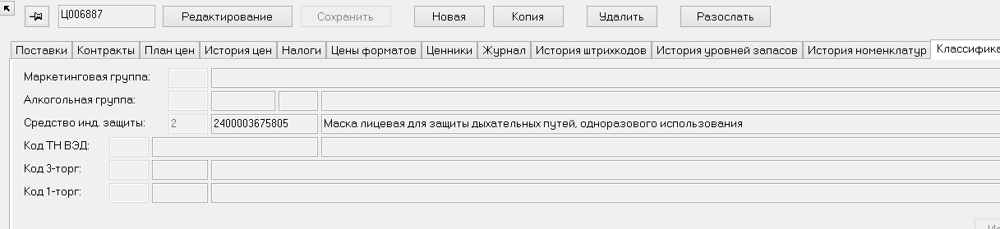 Ц006887 Редактирование Сохранить Новая Копия Удалить Разослать
Поставки Контракты План цен История цен Налоги Цены форматов Ценники Журнал История штрихкодов История уровней запасов История номенклатур Классифика
Маркетинговая группа:
Алкогольная группа:
Средство инд. защиты: 2 2400003675805 Маска лицевая для защиты дыхательных путей, одноразового использования
Код ТН ВЭД:
Код 3-торг:
Код 1-торг: